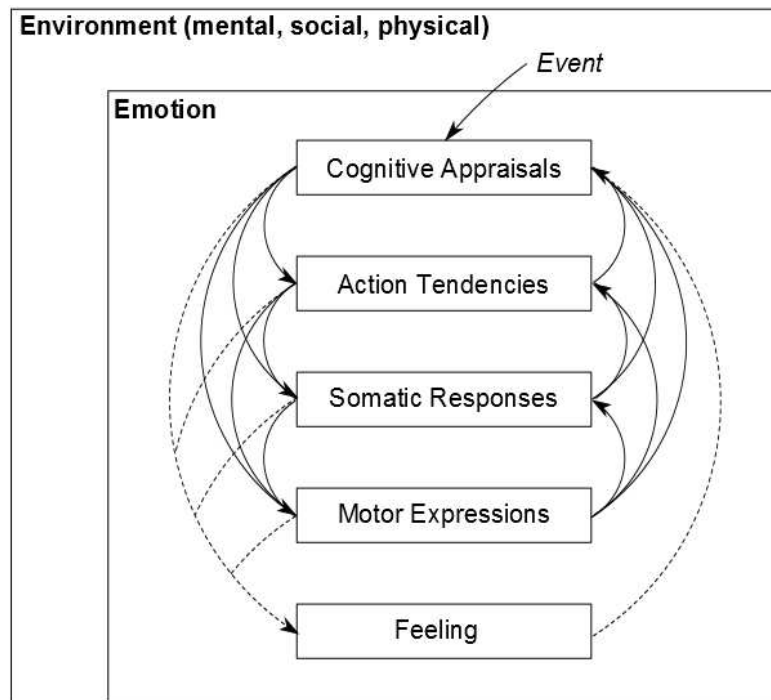 Environment (mental, social, physical)
Event
Emotion
Cognitive Appraisals
Action Tendencies
Somatic Responses
Motor Expressions
Feeling